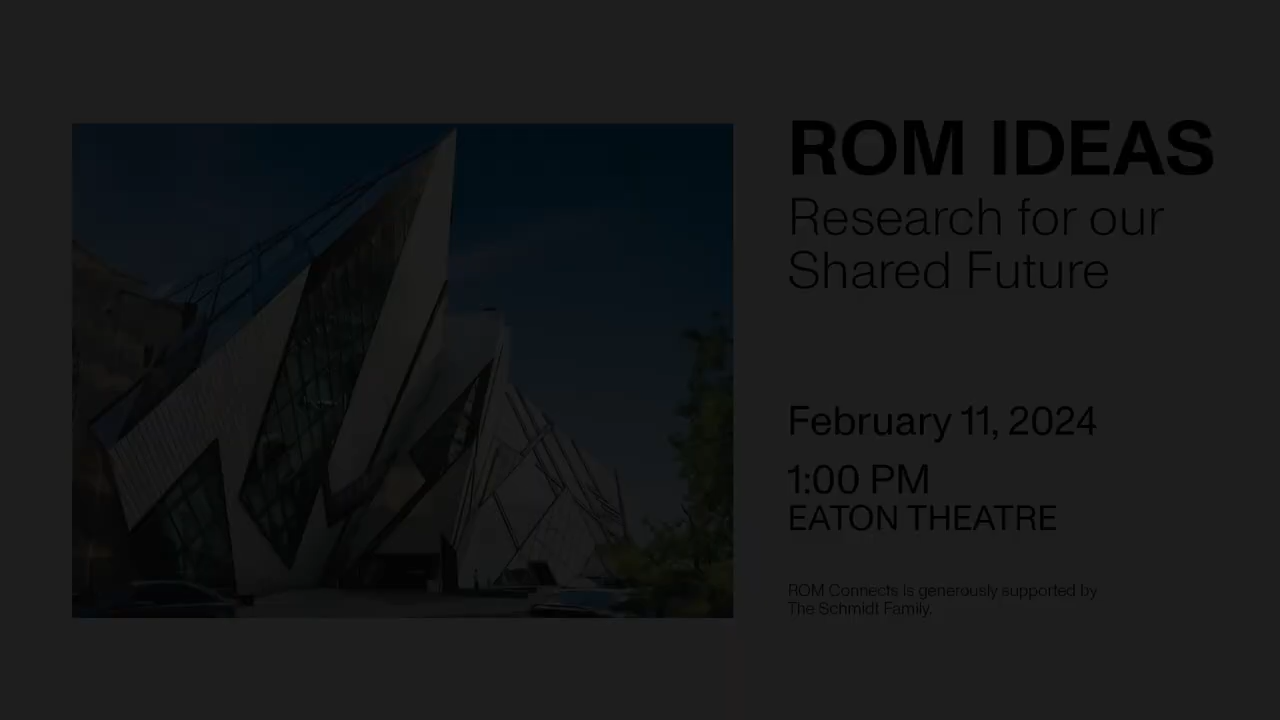 ROM IDEAS
Research for our
Shared Future
February 11, 2024
1:00 PM
EATON THEATRE
ROM Connects is generously supported by
The Schmidt Family.